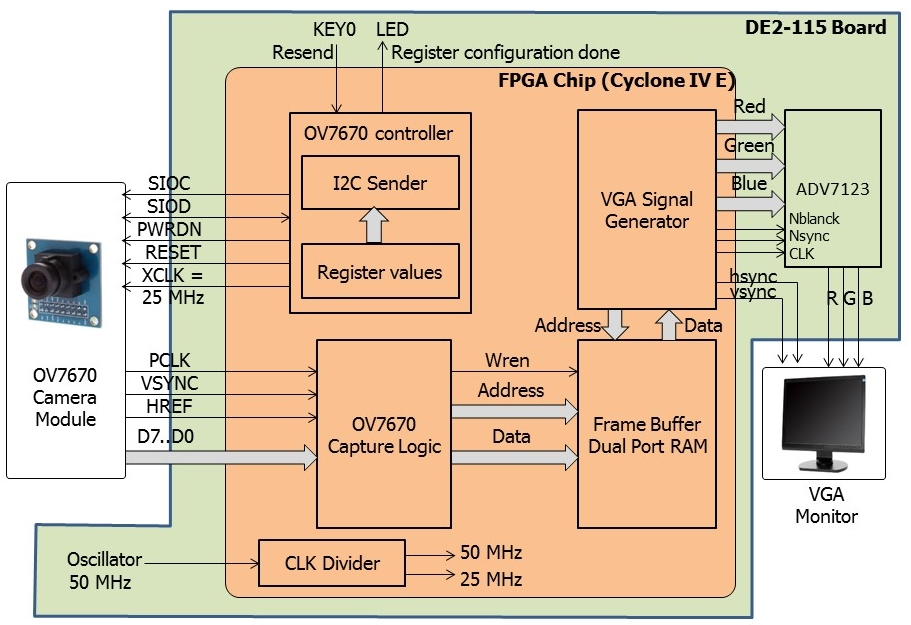 DE2-115 Board
KEY0
LED
Resend
Register configuration done
FPGA Chip (Cyclone IV E)
OV7670 controller
I2C Sender
Register values
SIOC
SIOD
PWRDN
RESET
XCLK =
25 MHz
OV7670
Camera
Module
PCLK
VSYNC
HREF
D7..D0
OV7670
Capture Logic
Wren
Address
Data
VGA Signal
Generator
Address
Data
Frame Buffer
Dual Port RAM
Red
Green
Blue
ADV7123
Nblanck
Nsync
CLK
hsync
vsync
R G B
VGA
Monitor
Oscillator
50 MHz
CLK Divider
50 MHz
25 MHz